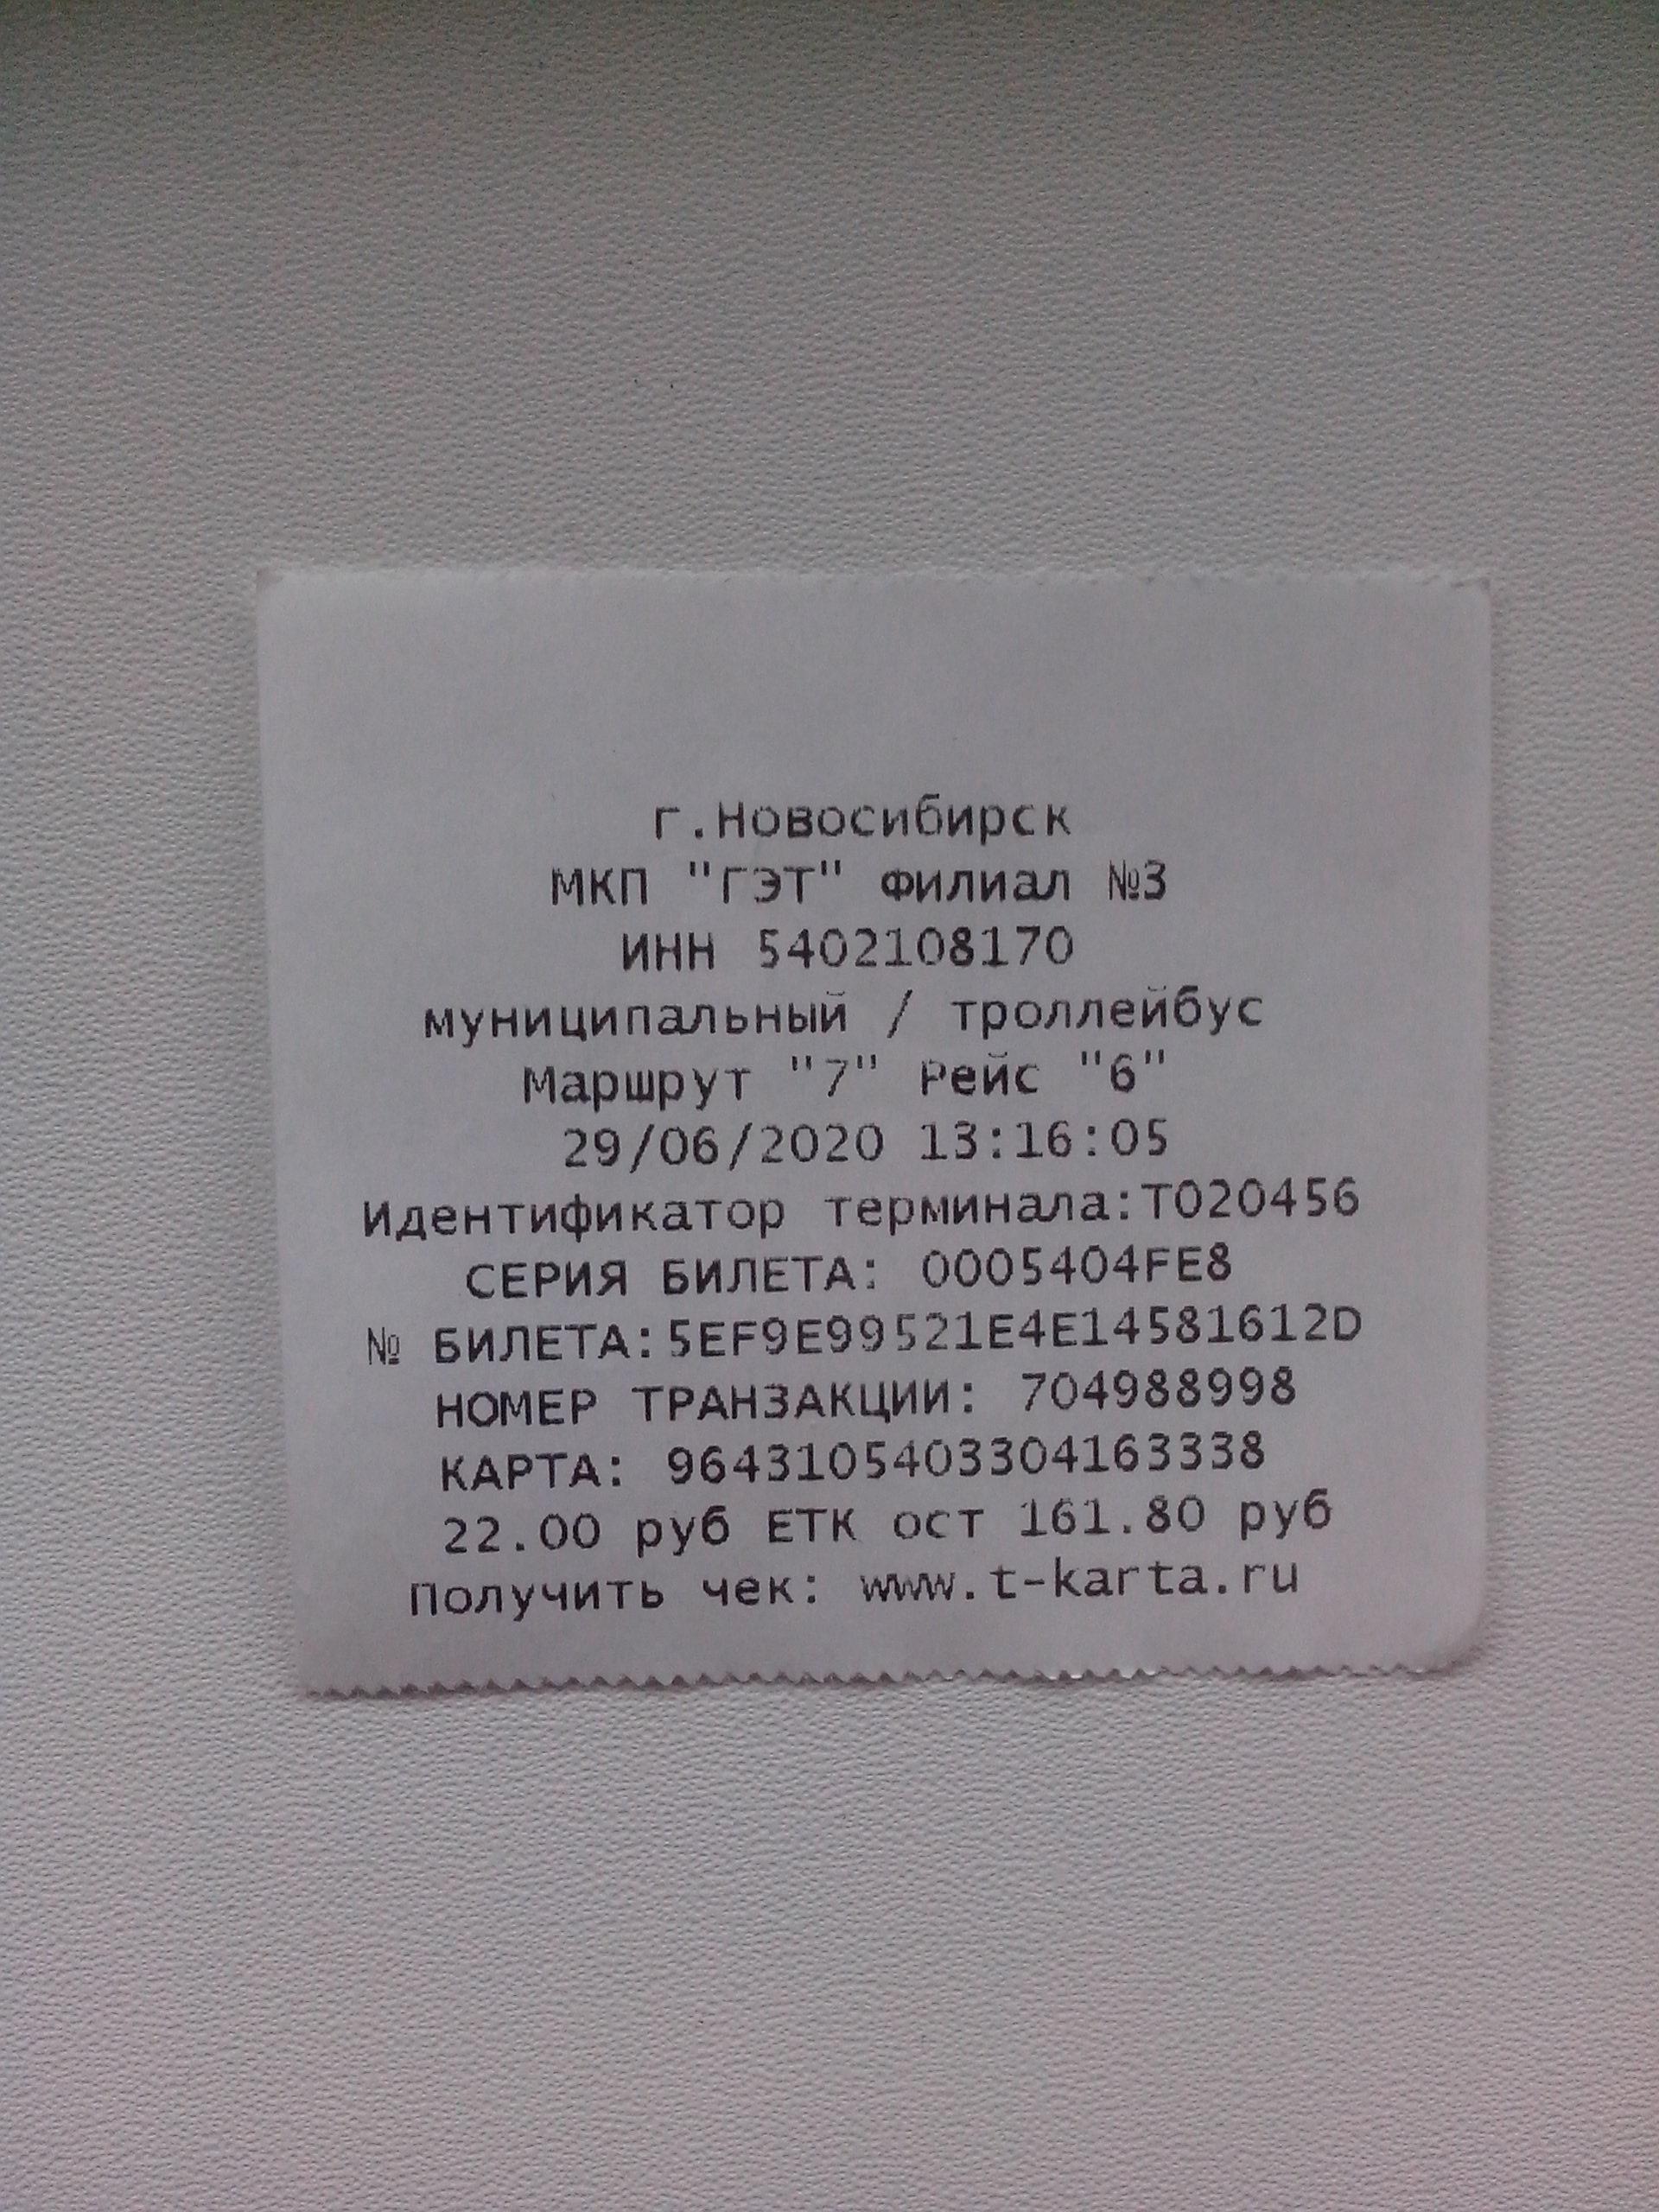 г.Новосибирск
МКП "ГЭТ" Филиал №3
ИНН 5402108170
муниципальный / троллейбус
Маршрут "7" Рейс "6"
29/06/2020 13:16:05
Идентификатор терминала:Т020456
СЕРИЯ БИЛЕТА: 0005404FE8
№ БИЛЕТА:5EF9E99521E4E14581612D
НОМЕР ТРАНЗАКЦИИ: 704988998
КАРТА: 9643105403304163338
22.00 руб ЕТК ост 161.80 руб
Получить чек: www.t-karta.ru